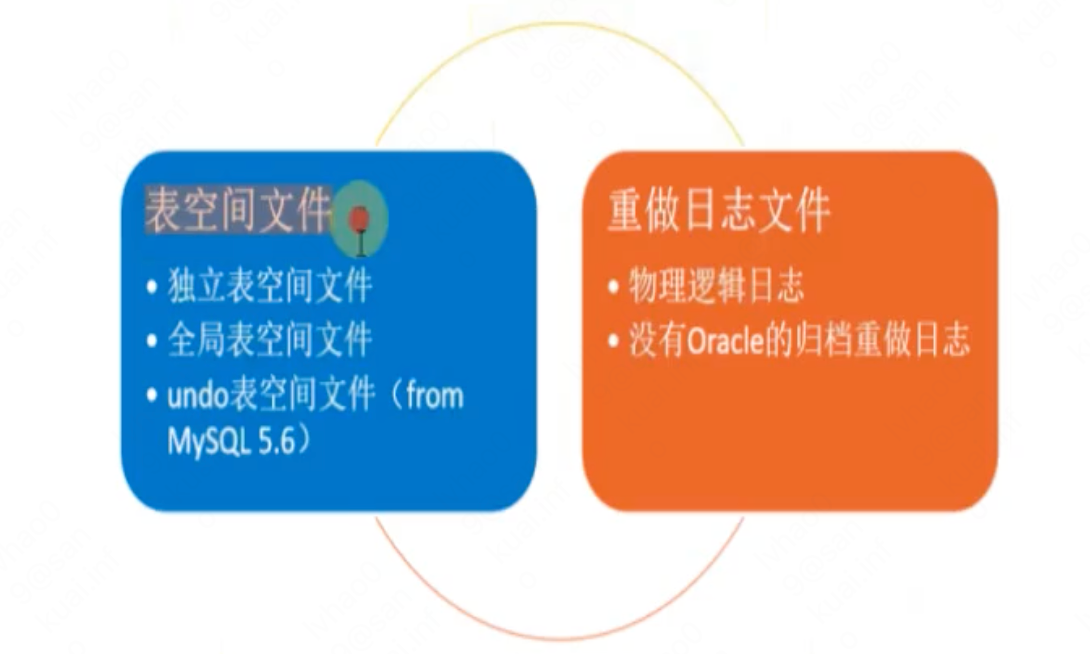 表空间文件
• 独立表空间文件
• 全局表空间文件
• undo表空间文件（from
MySQL 5.6）
重做日志文件
• 物理逻辑日志
• 没有Oracle的归档重做日志